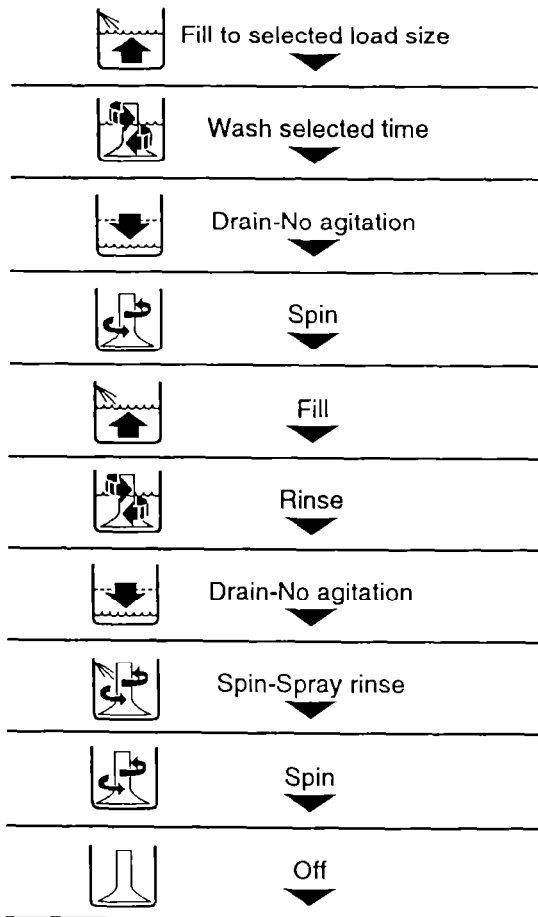 Fill to selected load size
Wash selected time
Drain-No agitation
Spin
Fill
Rinse
Drain-No agitation
Spin-Spray rinse
Spin
Off